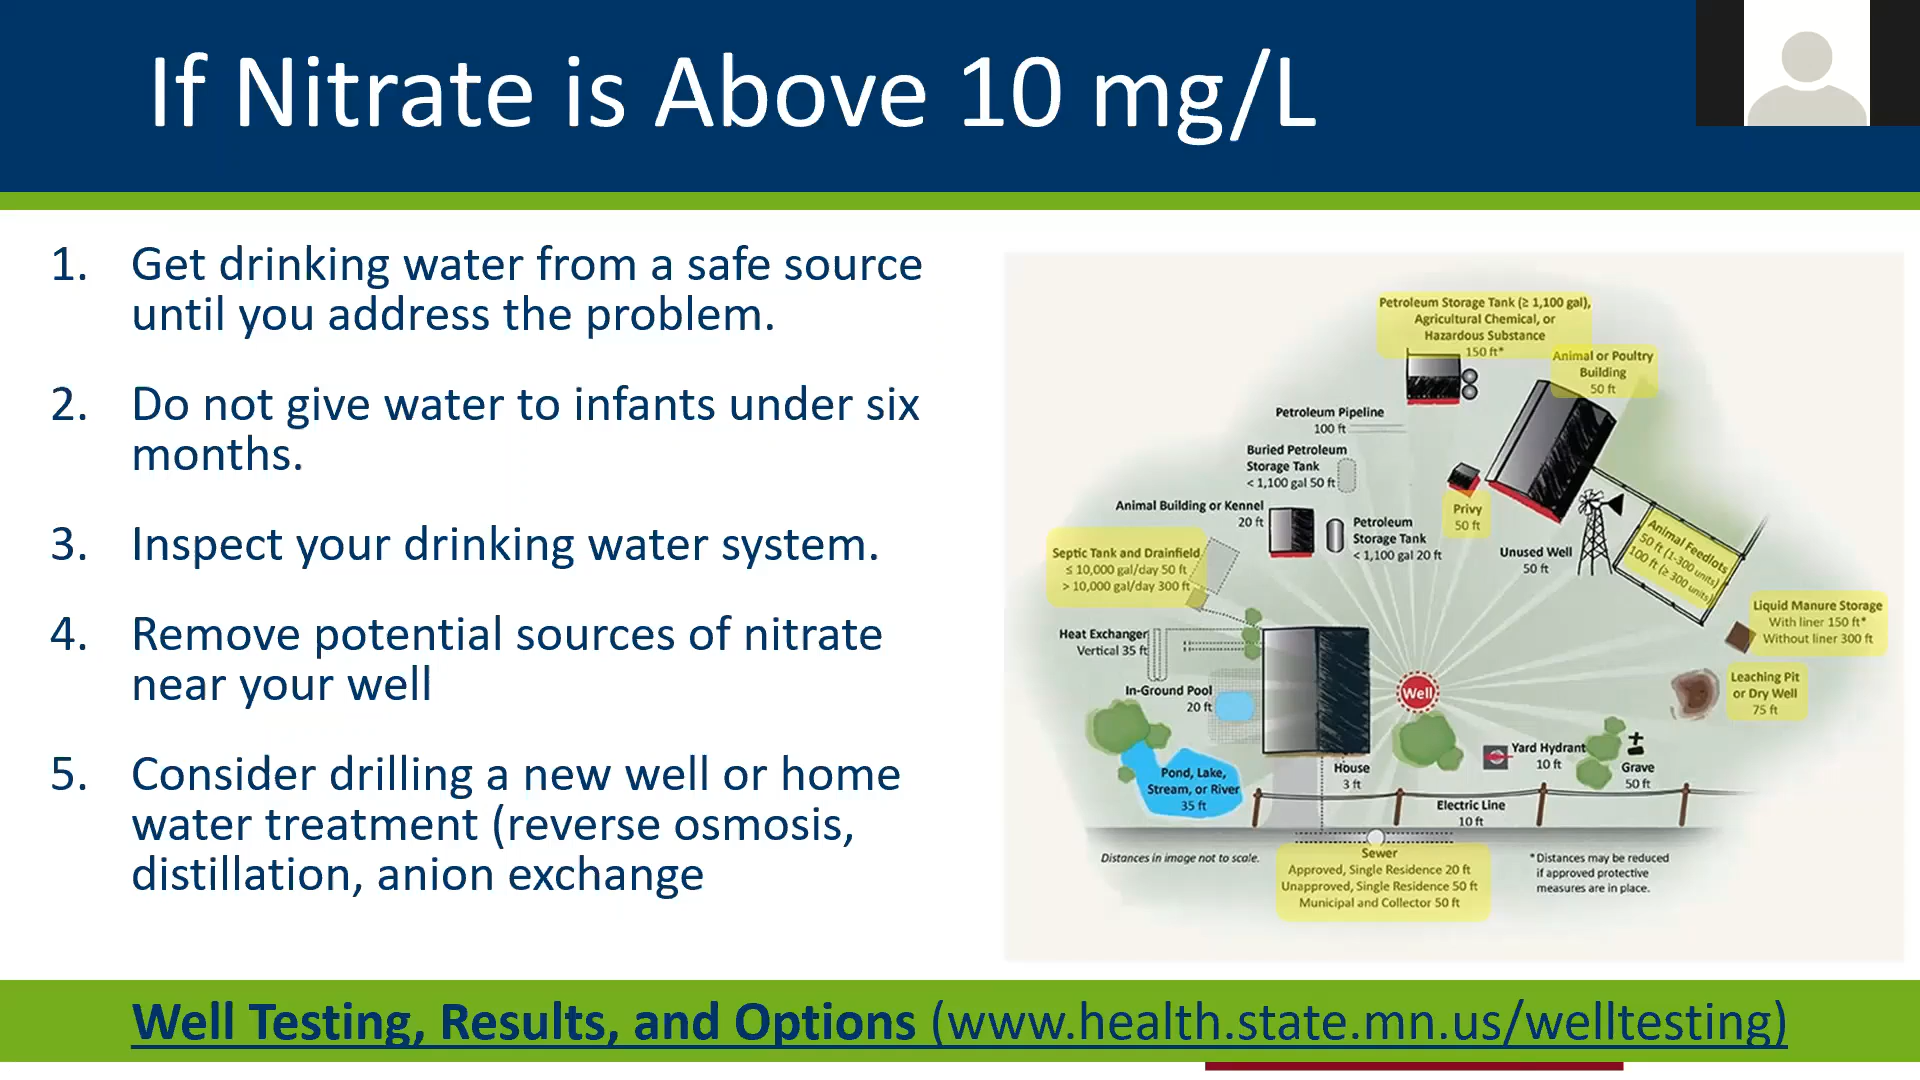 If Nitrate is Above 10 mg/L
1. Get drinking water from a safe source
until you address the problem.
2. Do not give water to infants under six
months.
3. Inspect your drinking water system.
4. Remove potential sources of nitrate
near your well
5. Consider drilling a new well or home
water treatment (reverse osmosis,
distillation, anion exchange
Petroleum Storage Tank (≥ 1,100 gal),
Agricultural Chemical, or
Hazardous Substance
150 ft*
Animal or Poultry
Building
50 ft
Petroleum Pipeline
100 ft
Buried Petroleum
Storage Tank
< 1,100 gal 50 ft
Animal Building or Kennel
20 ft
Petroleum
Storage Tank
< 1,100 gal 20 ft
Privy
50 ft
Unused Well
50 ft
Animal Feedlots
50 ft (1-300 units)
100 ft (≥ 300 units)
Septic Tank and Drainfield
≤ 10,000 gal/day 50 ft
> 10,000 gal/day 300 ft
Liquid Manure Storage
With liner 150 ft*
Without liner 300 ft
Heat Exchanger
Vertical 35 ft
In-Ground Pool
20 ft
Well
Leaching Pit
or Dry Well
75 ft
Pond, Lake,
Stream, or River
35 ft
House
3 ft
Yard Hydrant
10 ft
Grave
50 ft
Electric Line
10 ft
Distances in image not to scale.
Sewer
Approved, Single Residence 20 ft
Unapproved, Single Residence 50 ft
Municipal and Collector 50 ft
*Distances may be reduced
if approved protective
measures are in place.
Well Testing, Results, and Options (www.health.state.mn.us/welltesting)